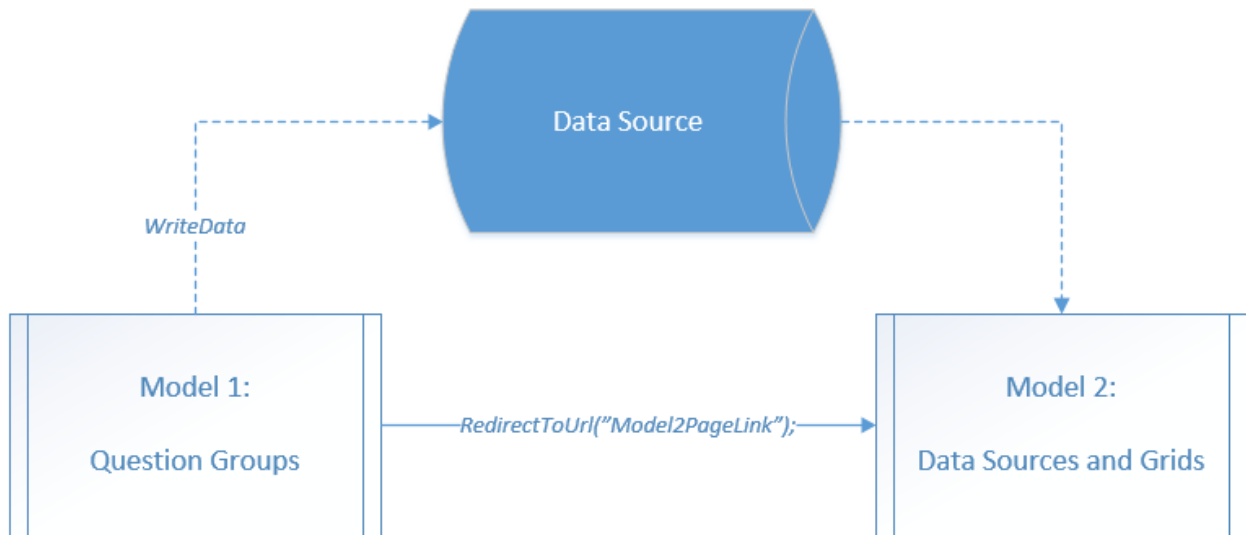 Data Source
WriteData
Model 1:
Question Groups
RedirectToUrl(”Model2PageLink”);
Model 2:
Data Sources and Grids